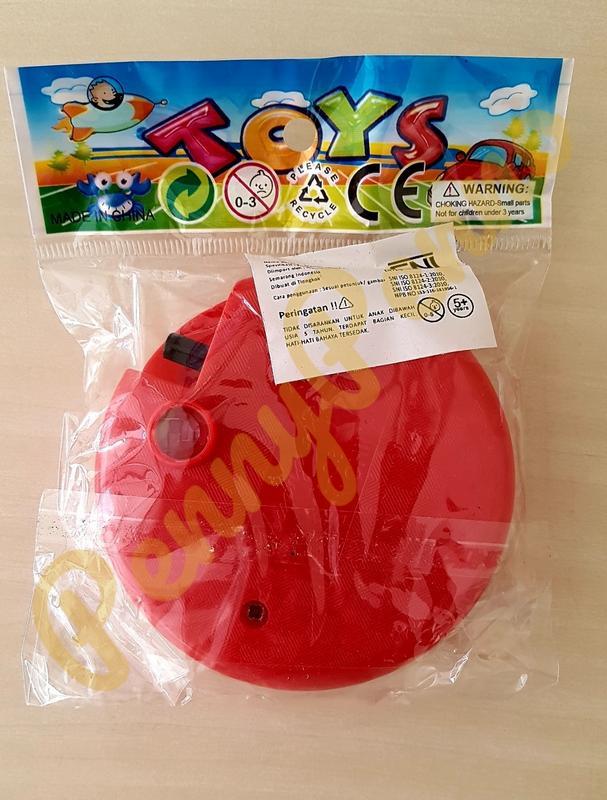 TOYS
MADE IN CHINA
0-3
PLEASE RECYCLE
CE
WARNING:
CHOKING HAZARD-Small parts
Not for children under 3 years
Diimpor oleh
Semarang Indonesia
Dibuat di Tiongkok
Cara penggunaan : Sesuai petunjuk/ gambar
SNI
SNI ISO 8124-1:2010,
SNI ISO 8124-2:2010,
SNI ISO 8124-3:2010,
Peringatan !!
TIDAK DISARANKAN UNTUK ANAK DIBAWAH
USIA 5 TAHUN. TERDAPAT BAGIAN KECIL
HATI-HATI BAHAYA TERSEDAK.
5+
years